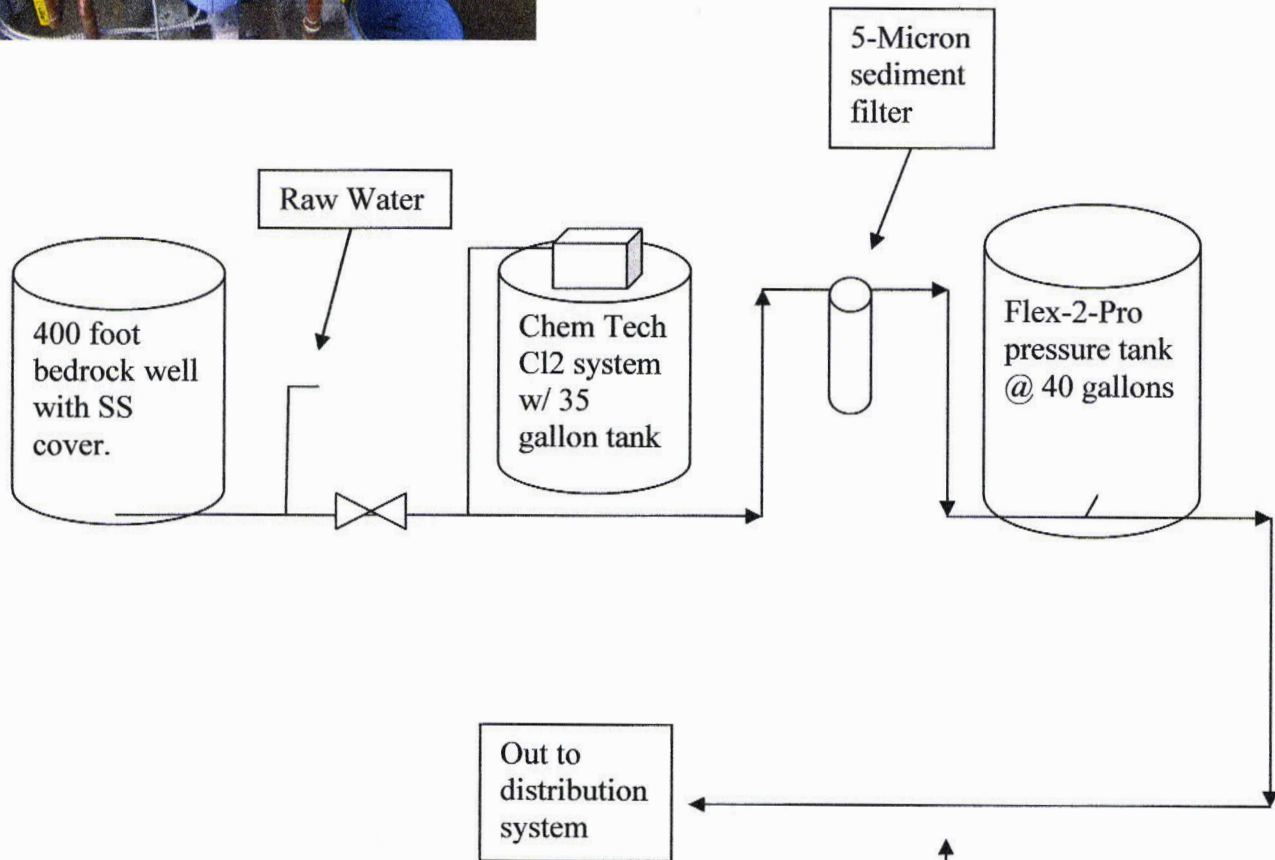 5-Micron
sediment
filter
Raw Water
400 foot
bedrock well
with SS
cover.
Chem Tech
Cl2 system
w/ 35
gallon tank
Flex-2-Pro
pressure tank
@ 40 gallons
Out to
distribution
system